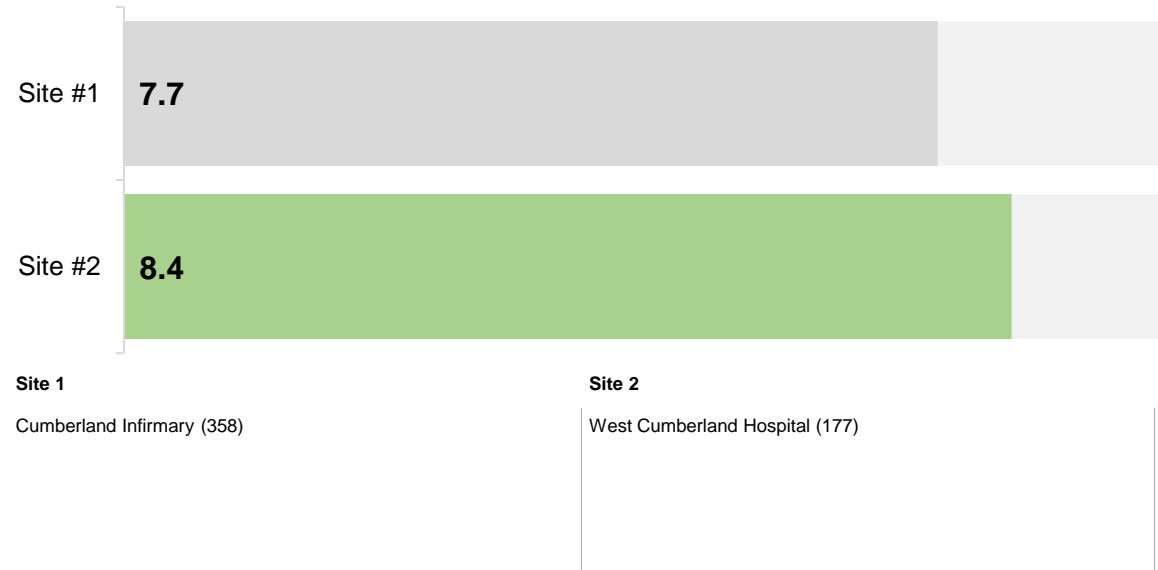 Site #1
7.7
Site #2
8.4
Site 1
Site 2
Cumberland Infirmary (358)
West Cumberland Hospital (177)